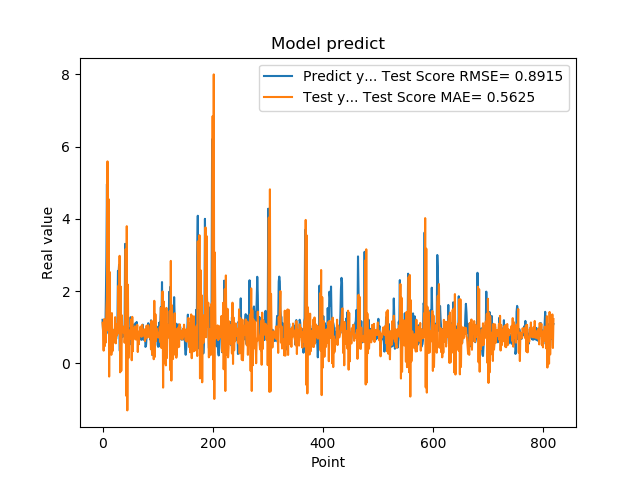 Model predict
Predict y... Test Score RMSE= 0.8915
Test y... Test Score MAE= 0.5625
Real value
8
6
4
2
0
0 200 400 600 800
Point